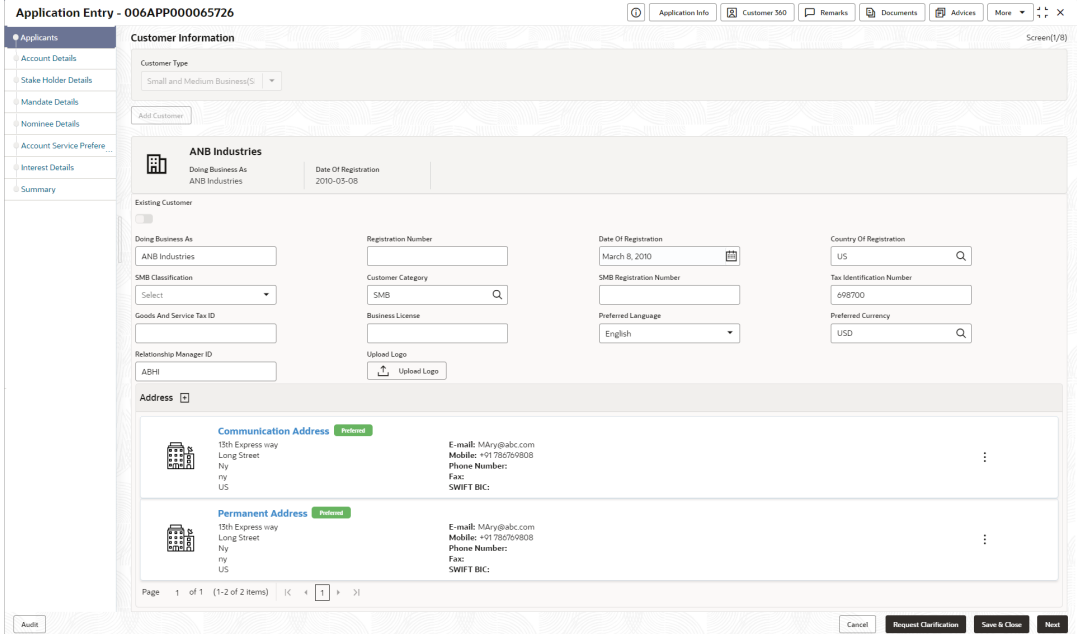 Application Entry - 006APP000065726
Application Info
Customer 360
Remarks
Documents
Advices
More
Applicants
Account Details
Stake Holder Details
Mandate Details
Nominee Details
Account Service Prefere ...
Interest Details
Summary
Customer Information
Screen(1/8)
Customer Type
Small and Medium Business(S
Add Customer
ANB Industries
Doing Business As
Date Of Registration
ANB Industries
2010-03-08
Existing Customer
Doing Business As
Registration Number
Date Of Registration
Country Of Registration
ANB Industries
March 8, 2010
US
SMB Classification
Customer Category
SMB Registration Number
Tax Identification Number
Select
SMB
698700
Goods And Service Tax ID
Business License
Preferred Language
Preferred Currency
English
USD
Relationship Manager ID
Upload Logo
ABHI
Upload Logo
Address
Communication Address Preferred
13th Express way
Long Street
Ny
ny
US
E-mail: MAry@abc.com
Mobile: +91 786769808
Phone Number:
Fax:
SWIFT BIC:
Permanent Address Preferred
13th Express way
Long Street
Ny
ny
US
E-mail: MAry@abc.com
Mobile: +91 786769808
Phone Number:
Fax:
SWIFT BIC:
Page 1 of 1 (1-2 of 2 items) 1
Audit
Cancel
Request Clarification
Save & Close
Next